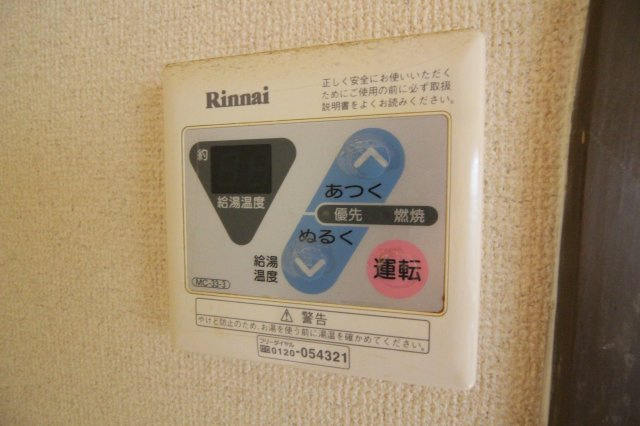 Rinnai
正しく安全にお使いいただく
ためにご使用の前に必ず取扱
説明書をよくお読みください。
約
給湯温度
あつく
優先 燃焼
ぬるく
給湯
温度
運転
MC-33-3
⚠ 警告
やけど防止のため、お湯を使う前に湯温を確かめてください。
フリーダイヤル
0120-054321